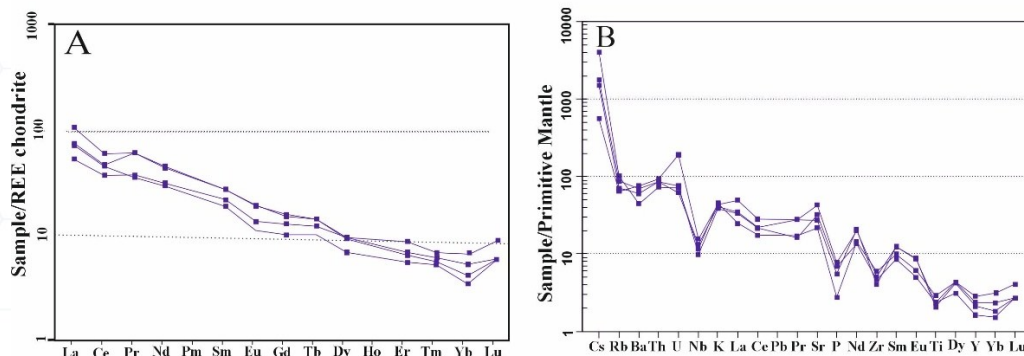 A
Sample/REE chondrite
1000
100
10
1
La Ce Pr Nd Pm Sm Eu Gd Tb Dy Ho Er Tm Yb Lu
B
Sample/Primitive Mantle
10000
1000
100
10
1
Cs Rb Ba Th U Nb K La Ce Pb Pr Sr P Nd Zr Sm Eu Ti Dy Y Yb Lu